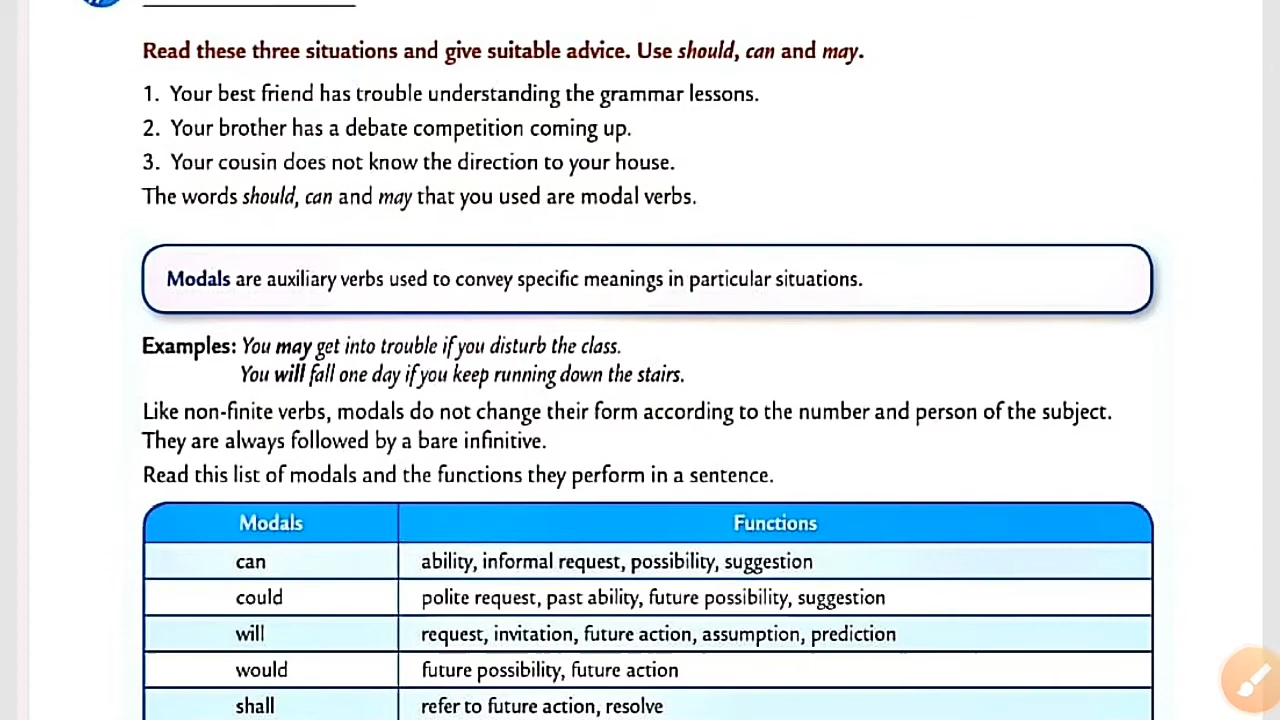 Read these three situations and give suitable advice. Use should, can and may.
1. Your best friend has trouble understanding the grammar lessons.
2. Your brother has a debate competition coming up.
3. Your cousin does not know the direction to your house.
The words should, can and may that you used are modal verbs.
Modals are auxiliary verbs used to convey specific meanings in particular situations.
Examples: You may get into trouble if you disturb the class.
You will fall one day if you keep running down the stairs.
Like non-finite verbs, modals do not change their form according to the number and person of the subject.
They are always followed by a bare infinitive.
Read this list of modals and the functions they perform in a sentence.
Modals Functions
can ability, informal request, possibility, suggestion
could polite request, past ability, future possibility, suggestion
will request, invitation, future action, assumption, prediction
would future possibility, future action
shall refer to future action, resolve